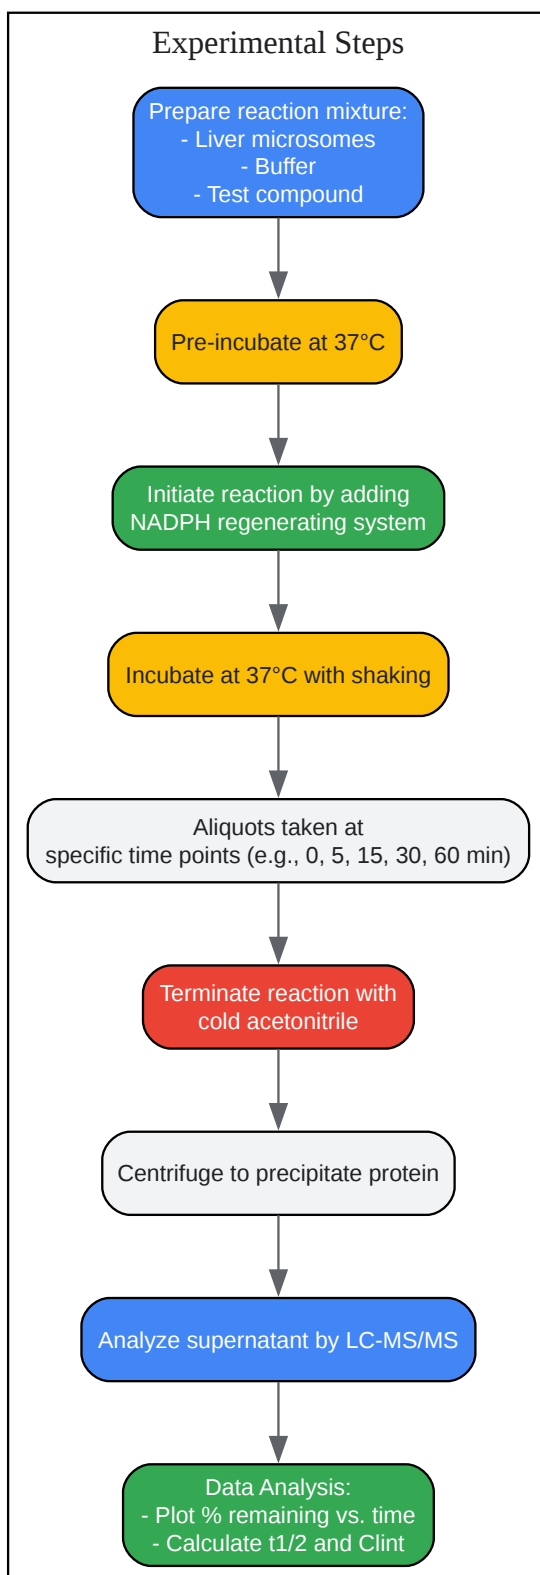 Experimental Steps
Prepare reaction mixture:
- Liver microsomes
- Buffer
- Test compound
Pre-incubate at 37°C
Initiate reaction by adding
NADPH regenerating system
Incubate at 37°C with shaking
Aliquots taken at
specific time points (e.g., 0, 5, 15, 30, 60 min)
Terminate reaction with
cold acetonitrile
Centrifuge to precipitate protein
Analyze supernatant by LC-MS/MS
Data Analysis:
- Plot % remaining vs. time
- Calculate t1/2 and Clint